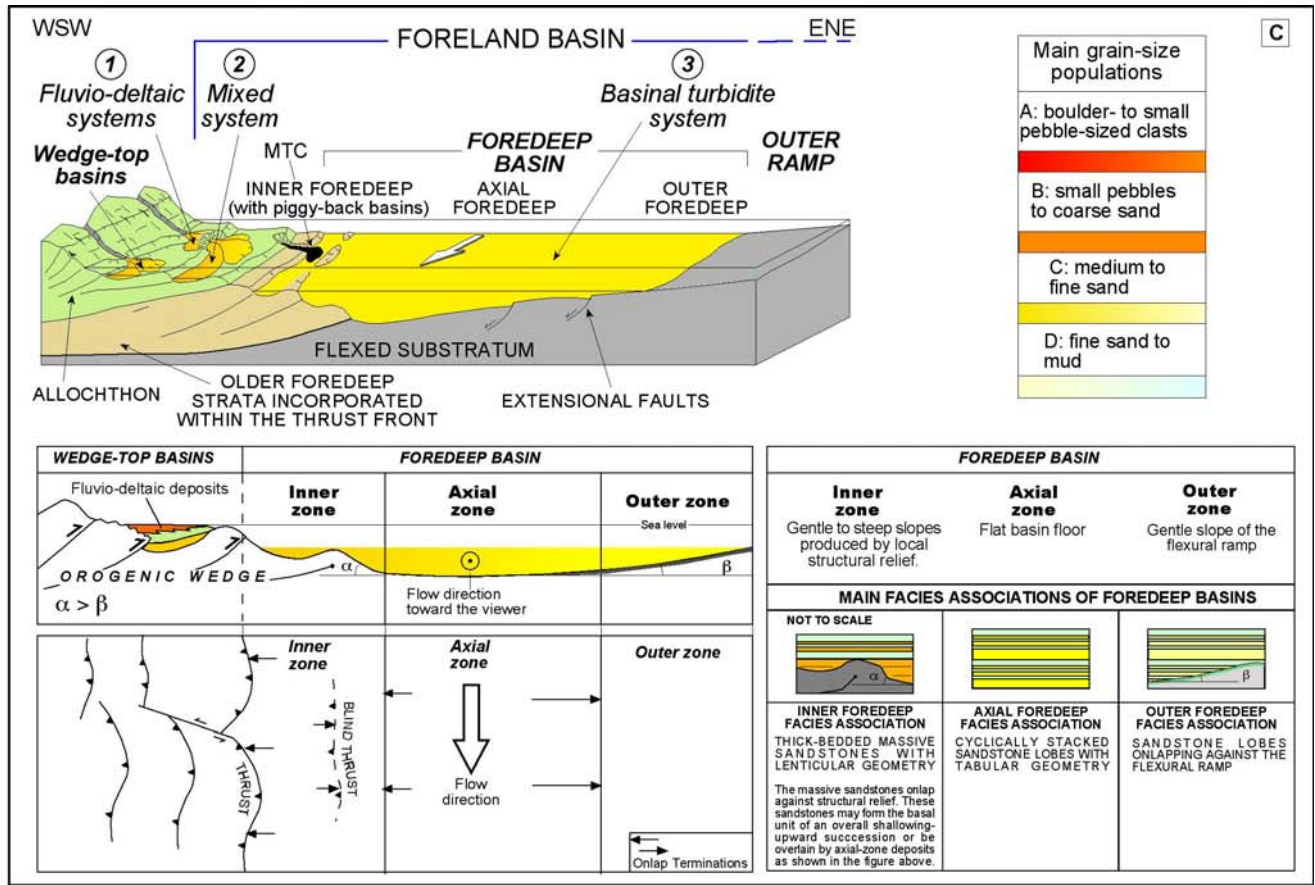 WSW
FORELAND BASIN
ENE
C
1
Fluvio-deltaic
systems
2
Mixed
system
3
Basinal turbidite
system
Wedge-top
basins
MTC
FOREDEEP
BASIN
OUTER
RAMP
INNER FOREDEEP
(with piggy-back basins)
AXIAL
FOREDEEP
OUTER
FOREDEEP
FLEXED SUBSTRATUM
ALLOCHTHON
OLDER FOREDEEP
STRATA INCORPORATED
WITHIN THE THRUST FRONT
EXTENSIONAL FAULTS
Main grain-size
populations
A: boulder- to small
pebble-sized clasts
B: small pebbles
to coarse sand
C: medium to
fine sand
D: fine sand to
mud
WEDGE-TOP BASINS
FOREDEEP BASIN
Fluvio-deltaic deposits
Inner
zone
Axial
zone
Outer zone
Sea level
OROGENIC WEDGE
α
β
α > β
Flow direction
toward the viewer
Inner
zone
Axial
zone
Outer zone
THRUST
BLIND THRUST
Flow
direction
Onlap Terminations
FOREDEEP BASIN
Inner
zone
Gentle to steep slopes
produced by local
structural relief.
Axial
zone
Flat basin floor
Outer
zone
Gentle slope of the
flexural ramp
MAIN FACIES ASSOCIATIONS OF FOREDEEP BASINS
NOT TO SCALE
α
β
INNER FOREDEEP
FACIES ASSOCIATION
THICK-BEDDED MASSIVE
SANDSTONES WITH
LENTICULAR GEOMETRY
The massive sandstones onlap
against structural relief. These
sandstones may form the basal
unit of an overall shallowing-
upward succcession or be
overlain by axial-zone deposits
as shown in the figure above.
AXIAL FOREDEEP
FACIES ASSOCIATION
CYCLICALLY STACKED
SANDSTONE LOBES WITH
TABULAR GEOMETRY
OUTER FOREDEEP
FACIES ASSOCIATION
SANDSTONE LOBES
ONLAPPING AGAINST THE
FLEXURAL RAMP